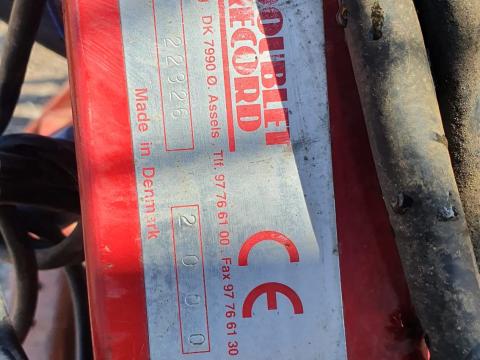 DOUBLET
RECORD
DK 7990 Ø. Assels Tlf. 97 76 61 00 . Fax 97 76 61 30
22326
2000
Made in Denmark
CE